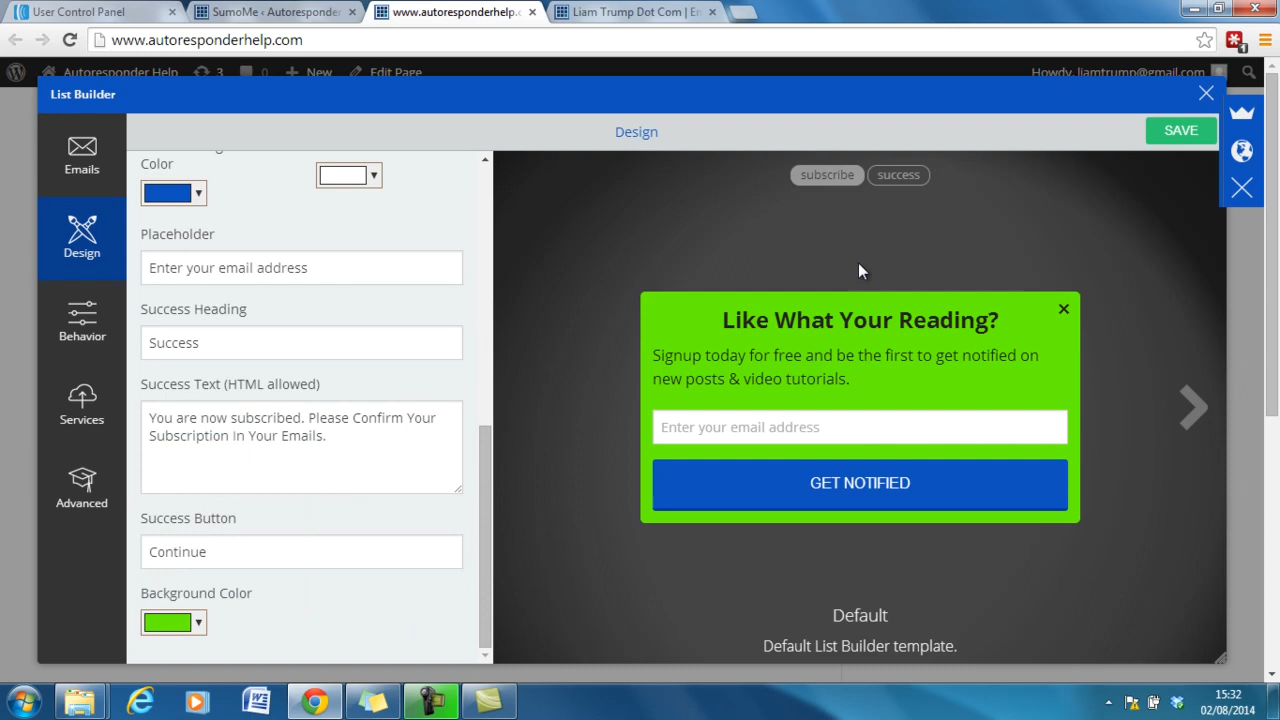 User Control Panel
SumoMe ‹ Autoresponder
www.autoresponderhelp.c
Liam Trump Dot Com | En
www.autoresponderhelp.com
Autoresponder Help
3
0
New
Edit Page
Howdy, liamtrump@gmail.com
List Builder
Design
SAVE
Emails
Design
Behavior
Services
Advanced
Color
Placeholder
Enter your email address
Success Heading
Success
Success Text (HTML allowed)
You are now subscribed. Please Confirm Your
Subscription In Your Emails.
Success Button
Continue
Background Color
subscribe
success
Like What Your Reading?
Signup today for free and be the first to get notified on
new posts & video tutorials.
Enter your email address
GET NOTIFIED
Default
Default List Builder template.
15:32
02/08/2014